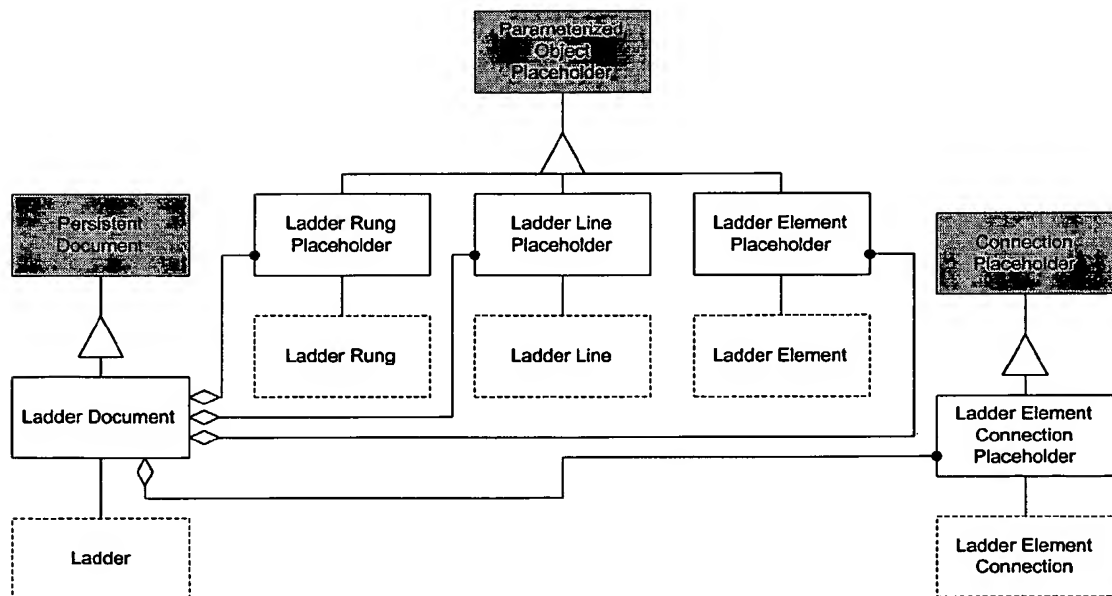 Parameterized
Object
Placeholder
Persistent
Document
Ladder Rung
Placeholder
Ladder Line
Placeholder
Ladder Element
Placeholder
Connection
Placeholder
Ladder Rung
Ladder Line
Ladder Element
Ladder Document
Ladder Element
Connection
Placeholder
Ladder
Ladder Element
Connection